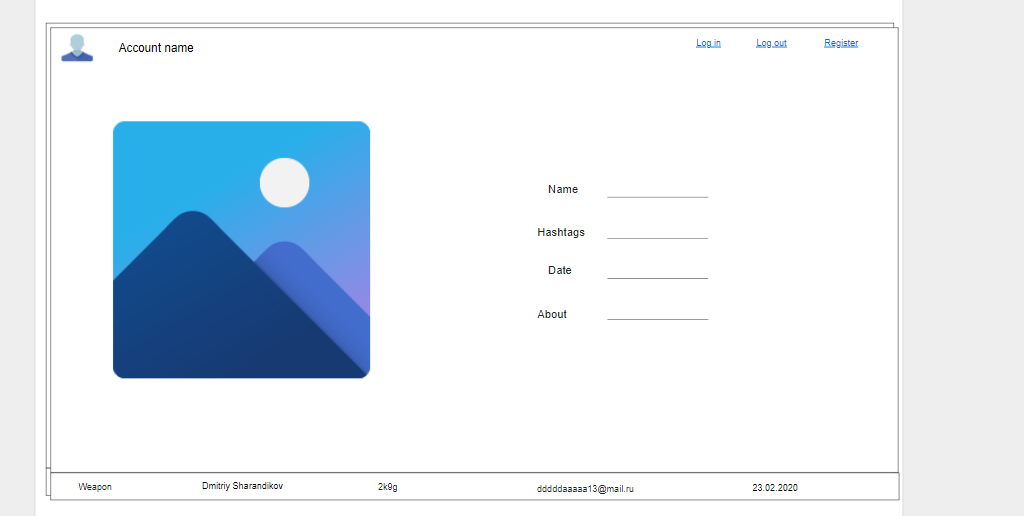 Account name
Log in
Log out
Register
Name
Hashtags
Date
About
Weapon
Dmitriy Sharandikov
2k9g
dddddaaaaa13@mail.ru
23.02.2020